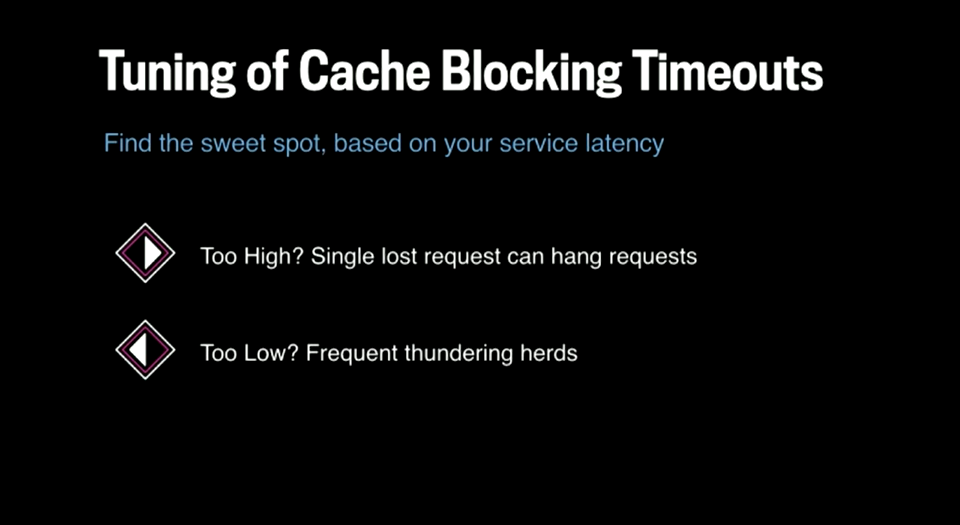 Tuning of Cache Blocking Timeouts
Find the sweet spot, based on your service latency
Too High? Single lost request can hang requests
Too Low? Frequent thundering herds